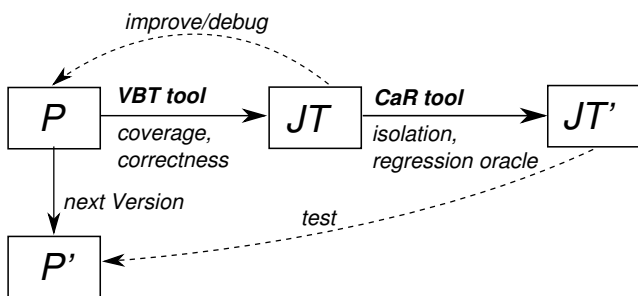 improve/debug
P
VBT tool
coverage,
correctness
JT
CaR tool
isolation,
regression oracle
JT'
next Version
test
P'